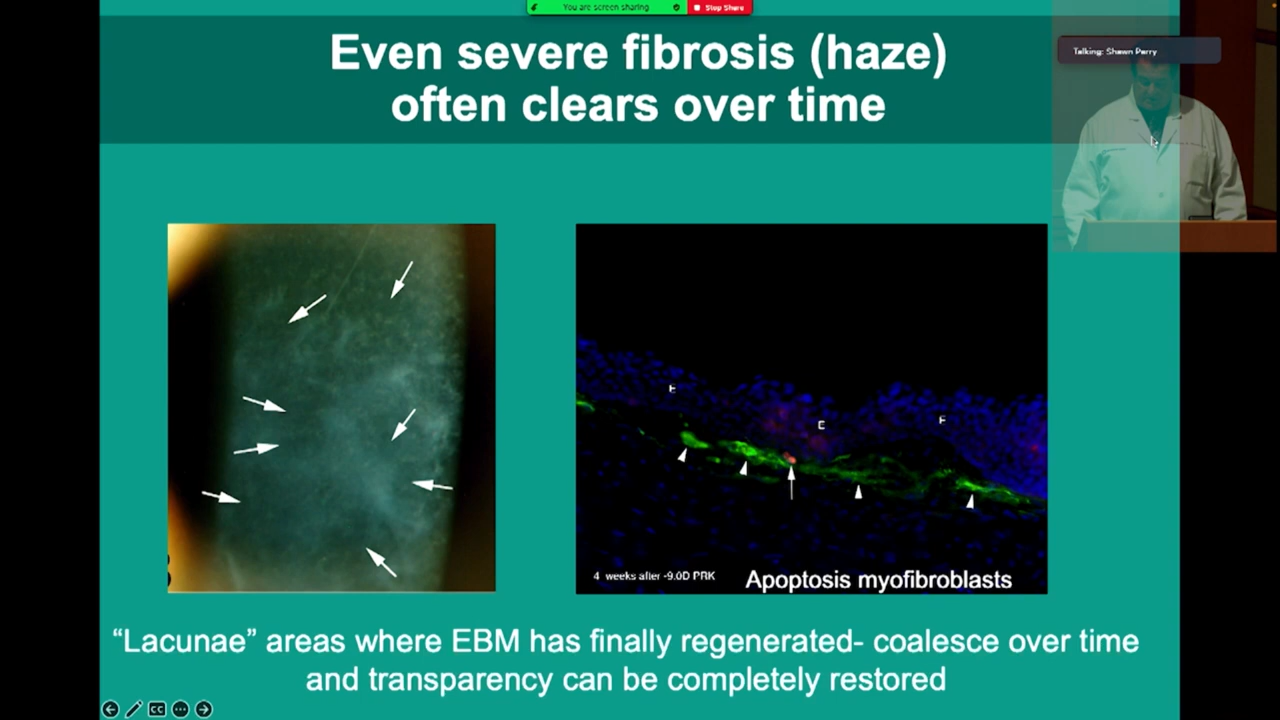 You are screen sharing
Stop Share
Talking: Shawn Perry
Even severe fibrosis (haze)
often clears over time
E
E
E
4 weeks after -9.0D PRK
Apoptosis myofibroblasts
“Lacunae” areas where EBM has finally regenerated- coalesce over time
and transparency can be completely restored
CC